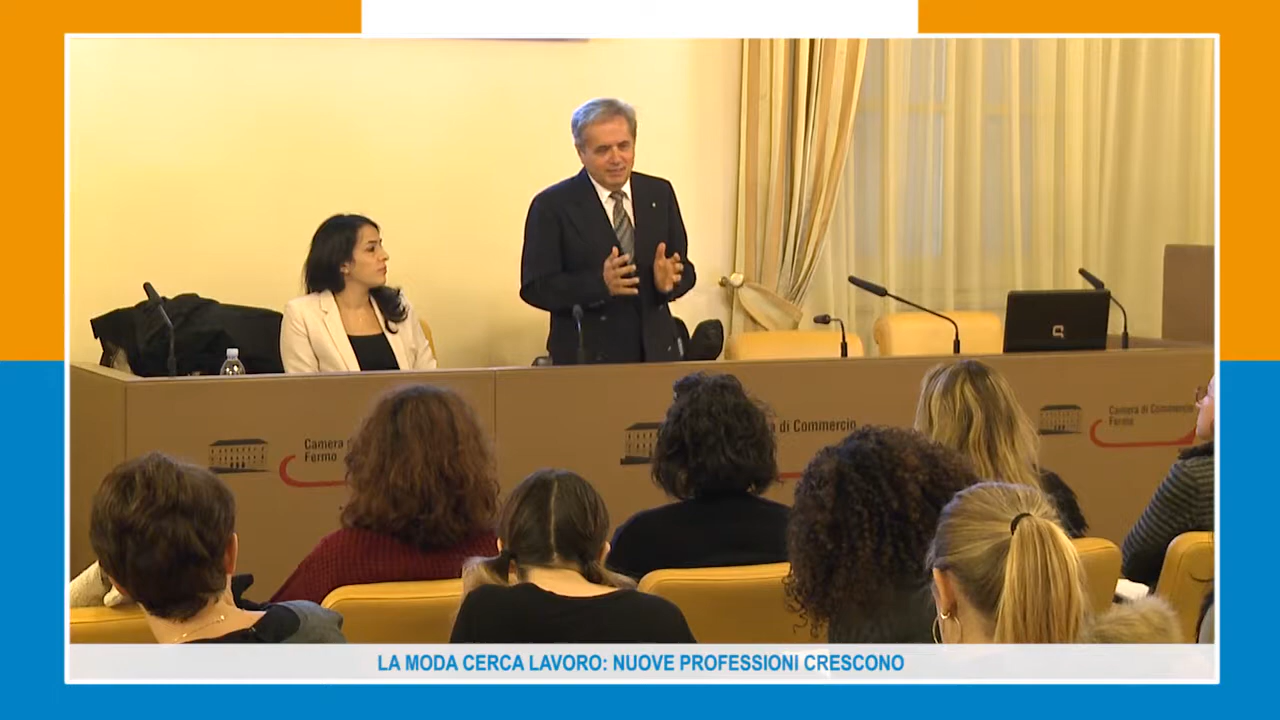 Camera
Fermo
di Commercio
Camera di Commercio
Fermo
LA MODA CERCA LAVORO: NUOVE PROFESSIONI CRESCONO